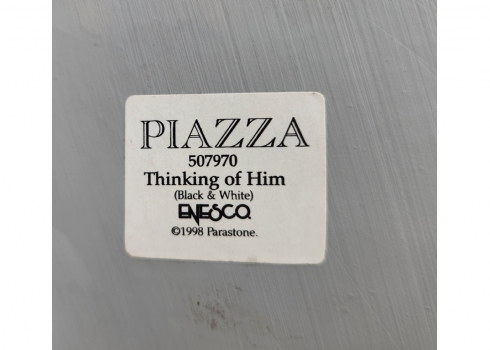 PIAZZA
507970
Thinking of Him
(Black & White)
ENESCO
©1998 Parastone.